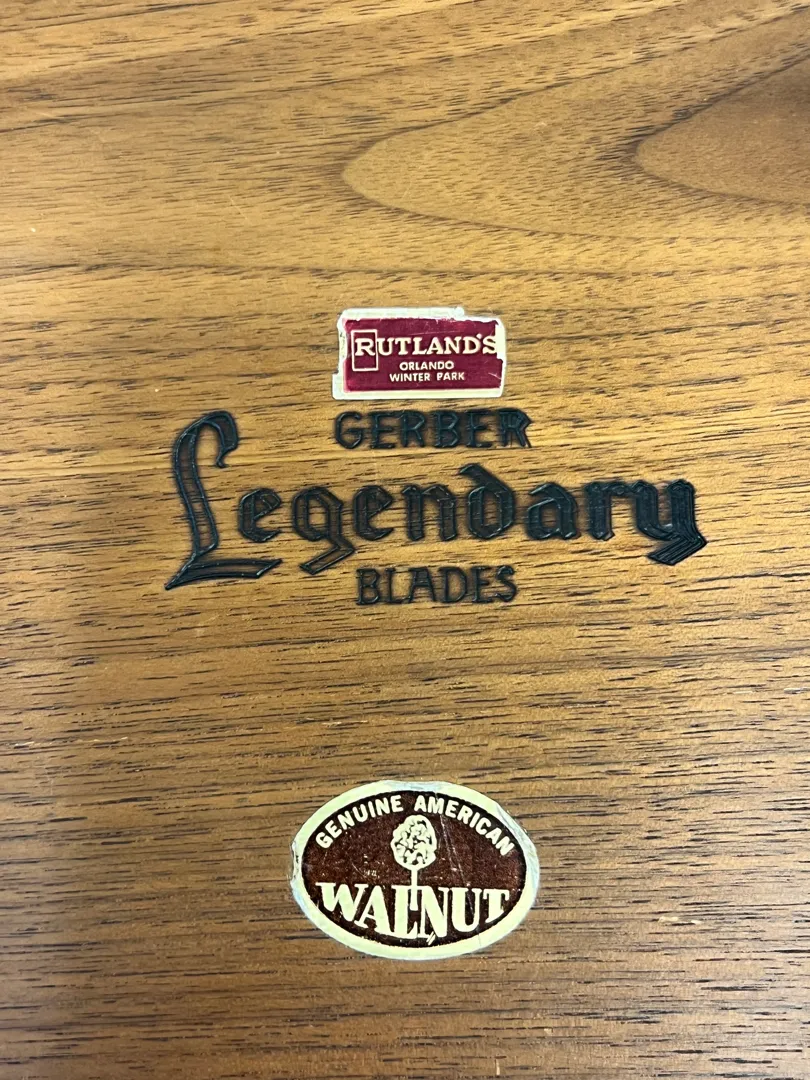 RUTLAND'S
ORLANDO
WINTER PARK
GERBER
Legendary
BLADES
GENUINE AMERICAN
WALNUT